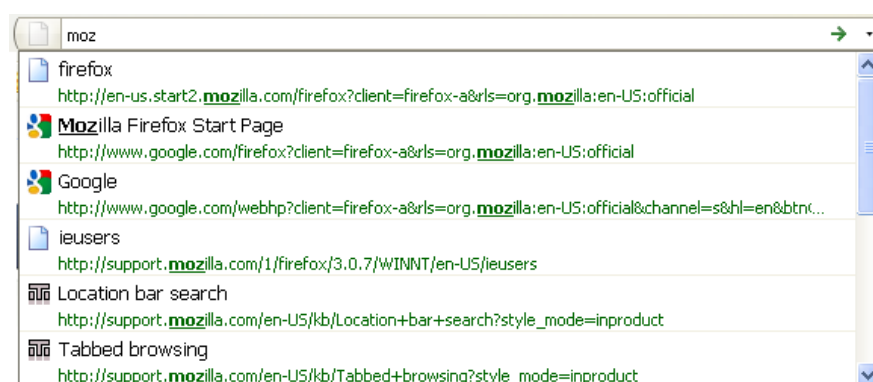 moz
firefox
http://en-us.start2.mozilla.com/firefox?client=firefox-a&rls=org.mozilla:en-US:official
Mozilla Firefox Start Page
http://www.google.com/firefox?client=firefox-a&rls=org.mozilla:en-US:official
Google
http://www.google.com/webhp?client=firefox-a&rls=org.mozilla:en-US:official&channel=s&hl=en&btn(...
ieusers
http://support.mozilla.com/1/firefox/3.0.7/WINNT/en-US/ieusers
Location bar search
http://support.mozilla.com/en-US/kb/Location+bar+search?style_mode=inproduct
Tabbed browsing
http://support.mozilla.com/en-US/kb/Tabbed+browsing?style_mode=inproduct